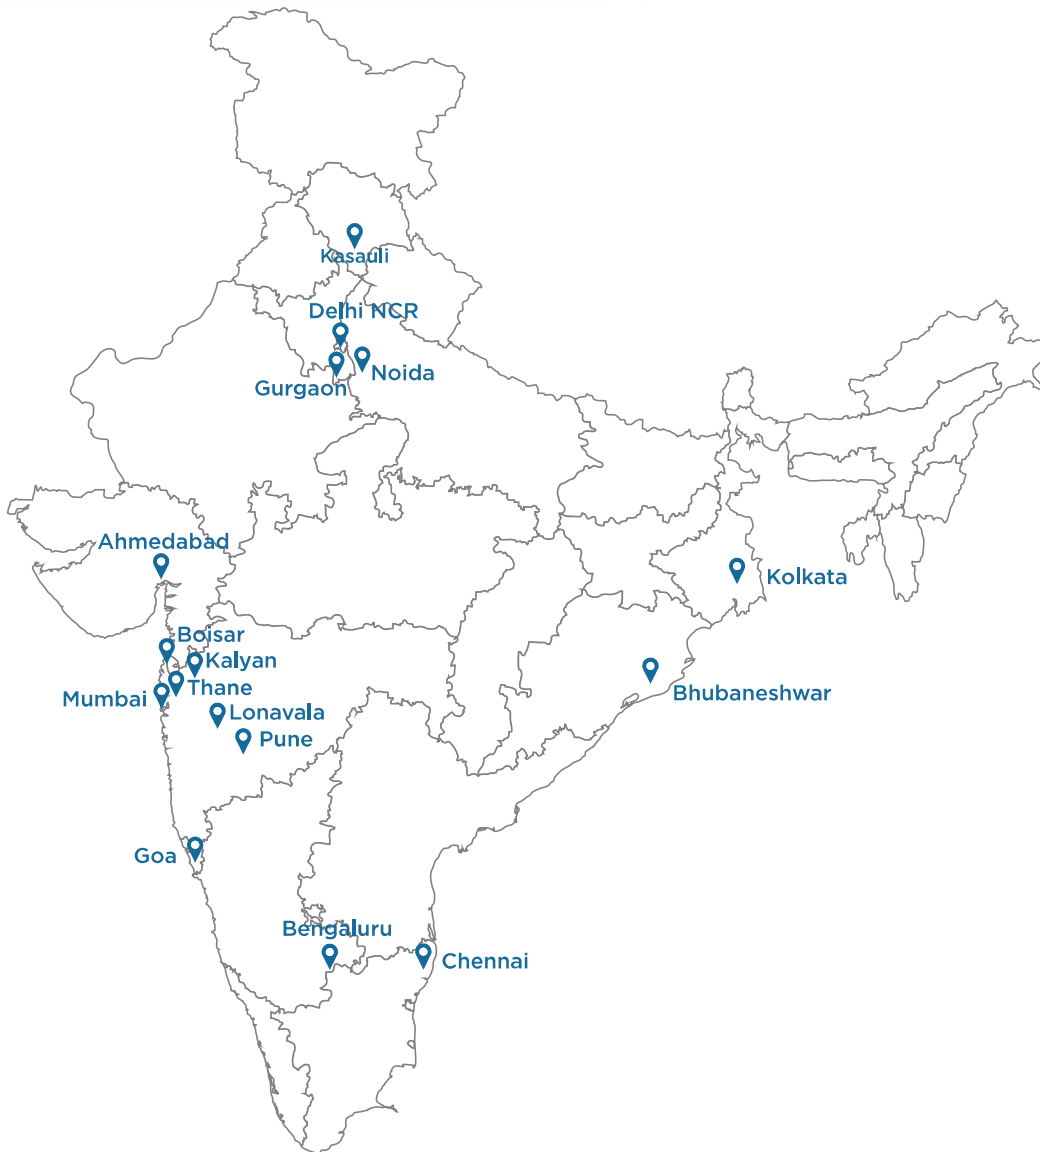 Kasauli
Delhi NCR
Noida
Gurgaon
Ahmedabad
Kolkata
Boisar
Kalyan
Thane
Mumbai
Bhubaneshwar
Lonavala
Pune
Goa
Bengaluru
Chennai